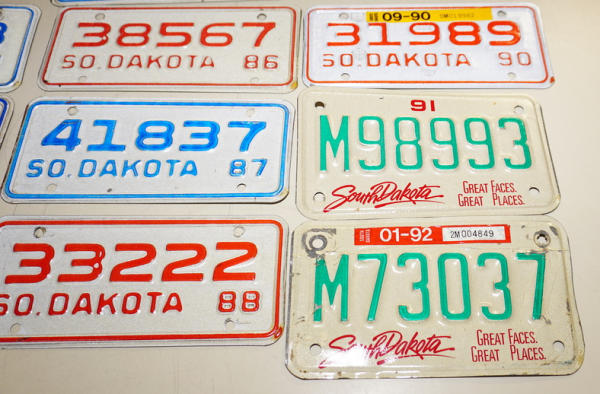 38567
SO. DAKOTA 86
09-90
31989
SO. DAKOTA 90
41837
SO. DAKOTA 87
91
M98993
South Dakota
GREAT FACES.
GREAT PLACES.
33222
SO. DAKOTA 88
01-92 2M004849
M73037
South Dakota
GREAT FACES.
GREAT PLACES.